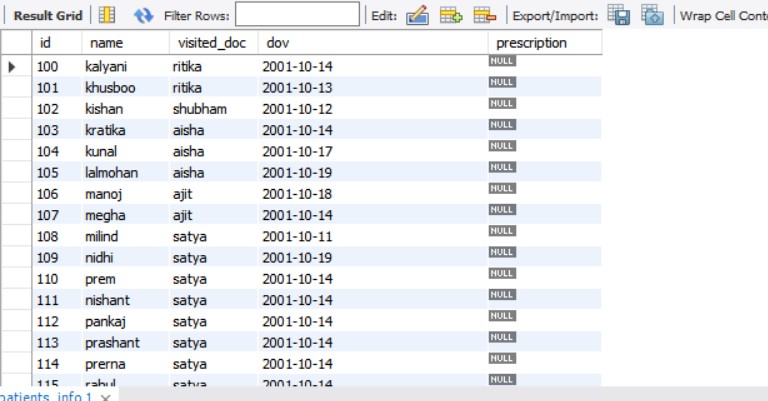 Result Grid Filter Rows: Edit: Export/Import: Wrap Cell Conte
id name visited_doc dov prescription
100 kalyani ritika 2001-10-14 NULL
101 khusboo ritika 2001-10-13 NULL
102 kishan shubham 2001-10-12 NULL
103 kratika aisha 2001-10-14 NULL
104 kunal aisha 2001-10-17 NULL
105 lalmohan aisha 2001-10-19 NULL
106 manoj ajit 2001-10-18 NULL
107 megha ajit 2001-10-14 NULL
108 milind satya 2001-10-11 NULL
109 nidhi satya 2001-10-19 NULL
110 prem satya 2001-10-14 NULL
111 nishant satya 2001-10-14 NULL
112 pankaj satya 2001-10-14 NULL
113 prashant satya 2001-10-14 NULL
114 prerna satya 2001-10-14 NULL
115 rahul satya 2001-10-14 NULL
patients_info 1